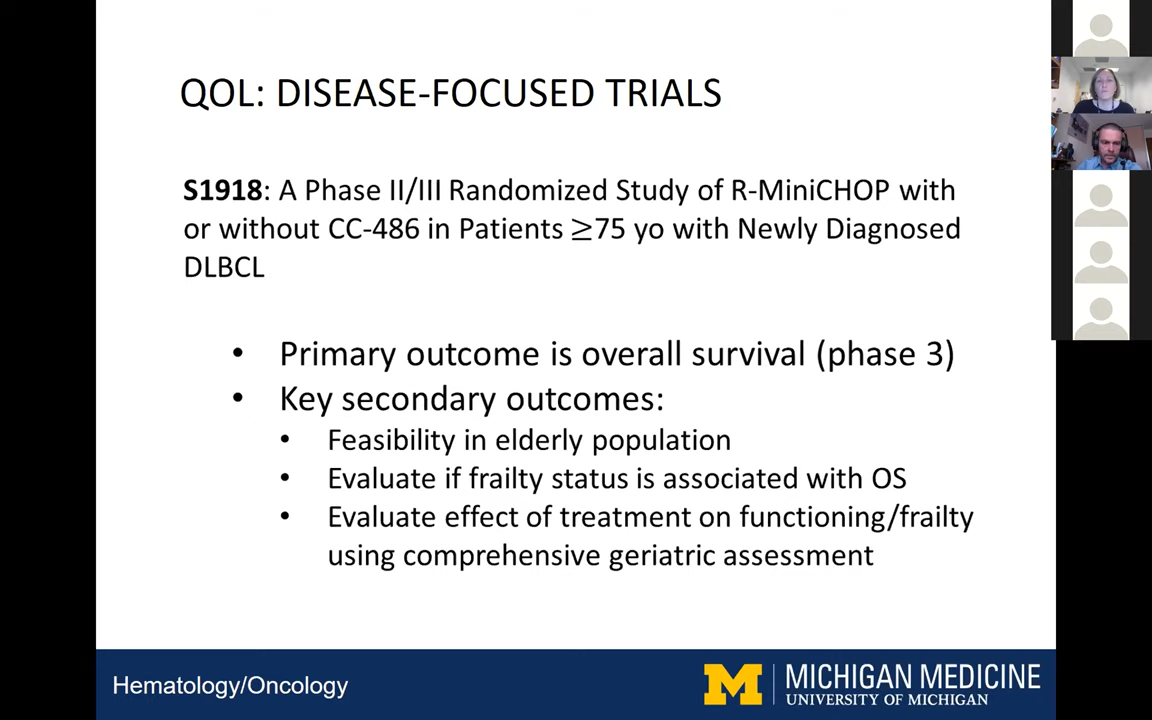 QOL: DISEASE-FOCUSED TRIALS
S1918: A Phase II/III Randomized Study of R-MiniCHOP with
or without CC-486 in Patients ≥75 yo with Newly Diagnosed
DLBCL
• Primary outcome is overall survival (phase 3)
• Key secondary outcomes:
• Feasibility in elderly population
• Evaluate if frailty status is associated with OS
• Evaluate effect of treatment on functioning/frailty
using comprehensive geriatric assessment
Hematology/Oncology
M MICHIGAN MEDICINE
UNIVERSITY OF MICHIGAN